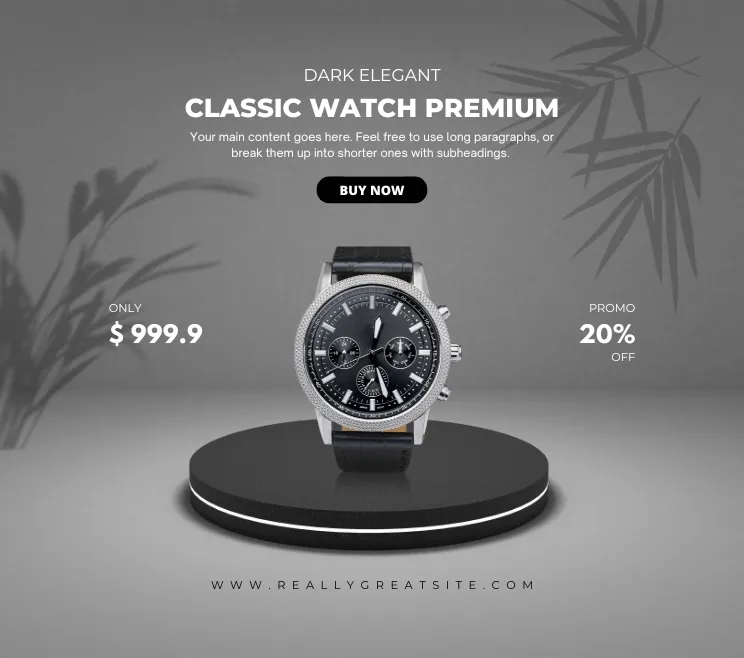 DARK ELEGANT
CLASSIC WATCH PREMIUM
Your main content goes here. Feel free to use long paragraphs, or
break them up into shorter ones with subheadings.
BUY NOW
ONLY
$ 999.9
PROMO
20%
OFF
WWW.REALLYGREATSITE.COM